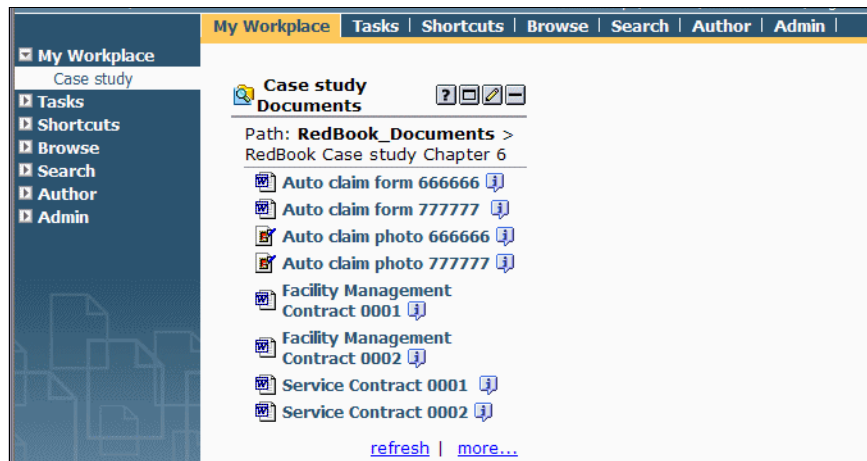 My Workplace | Tasks | Shortcuts | Browse | Search | Author | Admin |
My Workplace
Case study
Tasks
Shortcuts
Browse
Search
Author
Admin
Case study
Documents
Path: RedBook_Documents >
RedBook Case study Chapter 6
Auto claim form 666666
Auto claim form 777777
Auto claim photo 666666
Auto claim photo 777777
Facility Management
Contract 0001
Facility Management
Contract 0002
Service Contract 0001
Service Contract 0002
refresh | more...